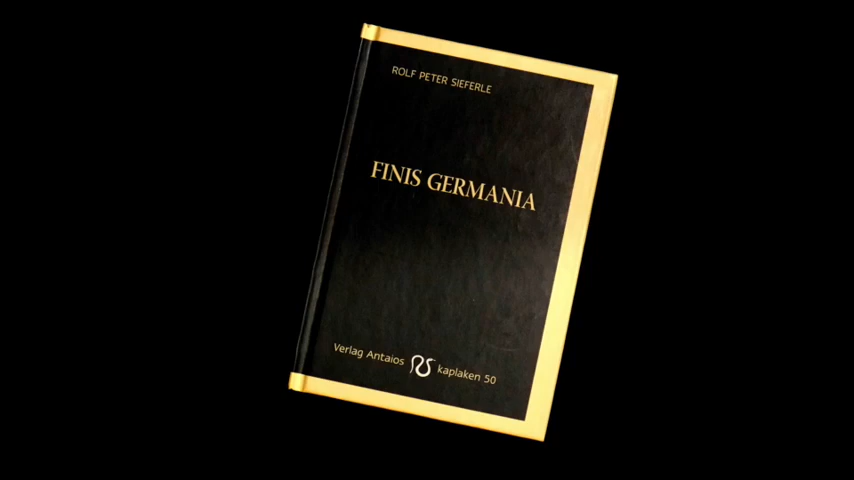 ROLF PETER SIEFERLE
FINIS GERMANIA
Verlag Antaios kaplaken 50